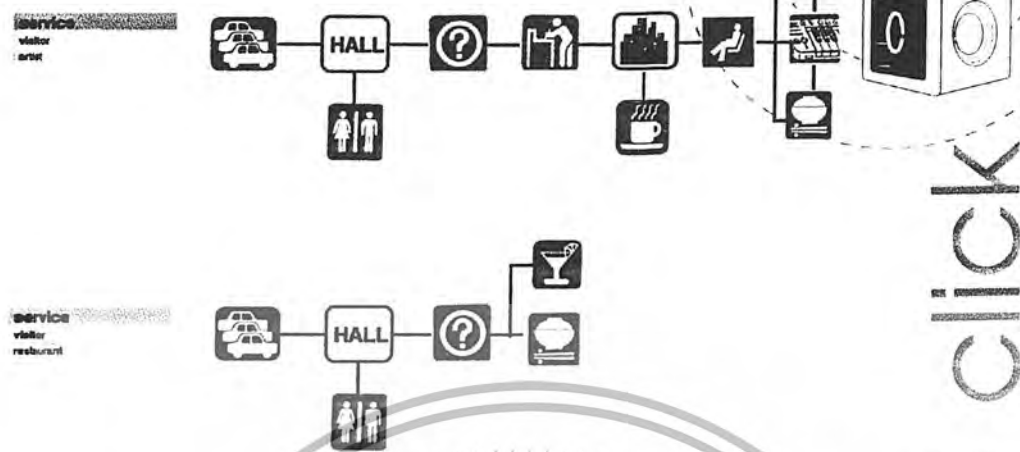 service
visitor
artist
HALL
?
service
visitor
restaurant
HALL
?
CLICK